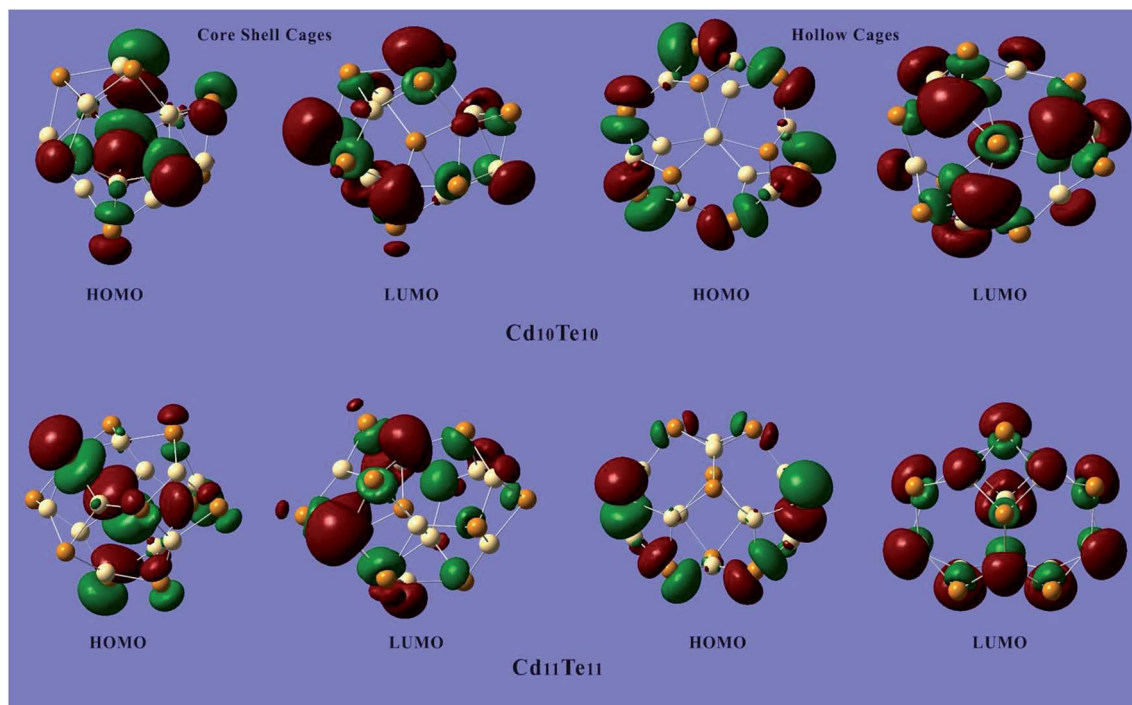 Core Shell Cages Hollow Cages
HOMO LUMO HOMO LUMO
Cd10Te10
HOMO LUMO HOMO LUMO
Cd11Te11